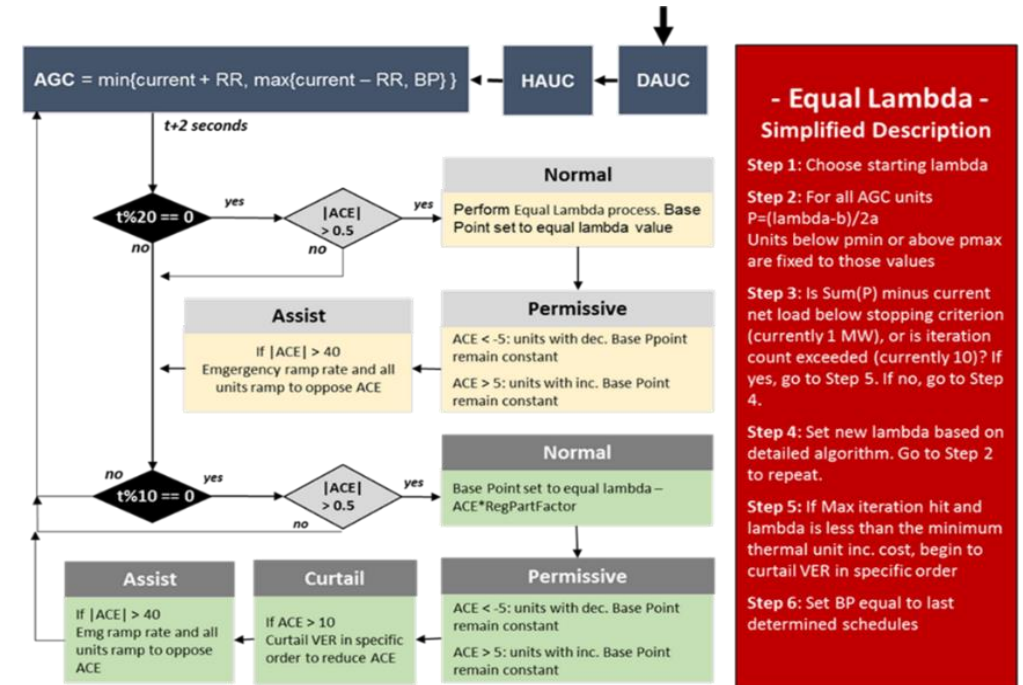 AGC = min{current + RR, max{current – RR, BP} }
HAUC
DAUC
t+2 seconds
t%20 == 0
yes
no
|ACE|
> 0.5
yes
no
Normal
Perform Equal Lambda process. Base
Point set to equal lambda value
Permissive
ACE < -5: units with dec. Base Ppoint
remain constant
ACE > 5: units with inc. Base Point
remain constant
Assist
If |ACE| > 40
Emgergency ramp rate and all
units ramp to oppose ACE
no
t%10 == 0
yes
|ACE|
> 0.5
yes
no
Normal
Base Point set to equal lambda –
ACE*RegPartFactor
Permissive
ACE < -5: units with dec. Base Point
remain constant
ACE > 5: units with inc. Base Point
remain constant
Curtail
If ACE > 10
Curtail VER in specific
order to reduce ACE
Assist
If |ACE| > 40
Emg ramp rate and all
units ramp to oppose
ACE
- Equal Lambda -
Simplified Description
Step 1: Choose starting lambda
Step 2: For all AGC units
P=(lambda-b)/2a
Units below pmin or above pmax
are fixed to those values
Step 3: Is Sum(P) minus current
net load below stopping criterion
(currently 1 MW), or is iteration
count exceeded (currently 10)? If
yes, go to Step 5. If no, go to Step
4.
Step 4: Set new lambda based on
detailed algorithm. Go to Step 2
to repeat.
Step 5: If Max iteration hit and
lambda is less than the minimum
thermal unit inc. cost, begin to
curtail VER in specific order
Step 6: Set BP equal to last
determined schedules